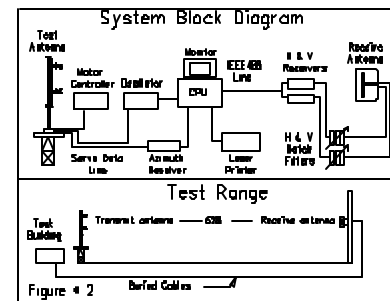 System Block Diagram
Test
Antenna
Monitor
IEEE 488
Line
H & V
Receivers
Receive
Antenna
Motor
Controller
Oscillator
CPU
Servo Data
Line
Azimuth
Receiver
Laser
Printer
H & V
Notch
Filters
Test Range
Test
Building
Transmit antenna
Receive antenna
Buried Cables
Figure # 2